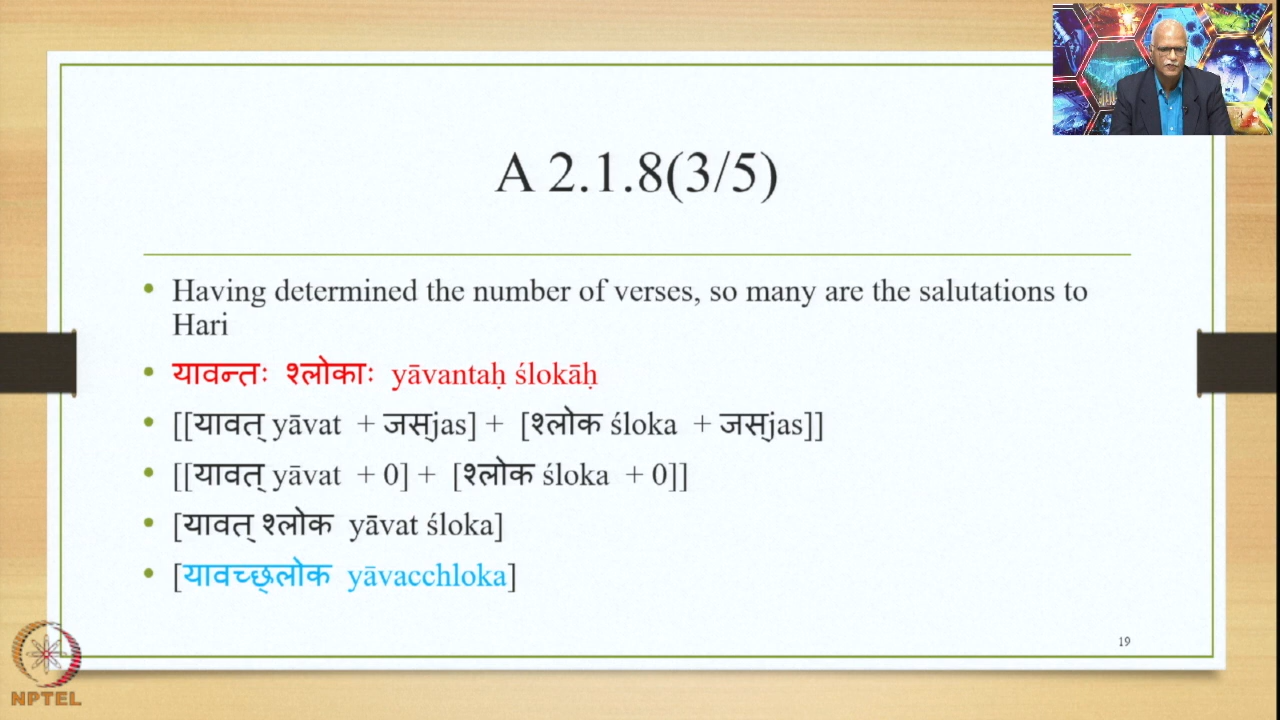 A 2.1.8(3/5)
Having determined the number of verses, so many are the salutations to
Hari
यावन्तः श्लोकाः yāvantaḥ ślokāḥ
[[यावत् yāvat + जस्jas] + [श्लोक śloka + जस्jas]]
[[यावत् yāvat + 0] + [श्लोक śloka + 0]]
[यावत् श्लोक yāvat śloka]
[यावच्छ्लोक yāvacchloka]
19
NPTEL